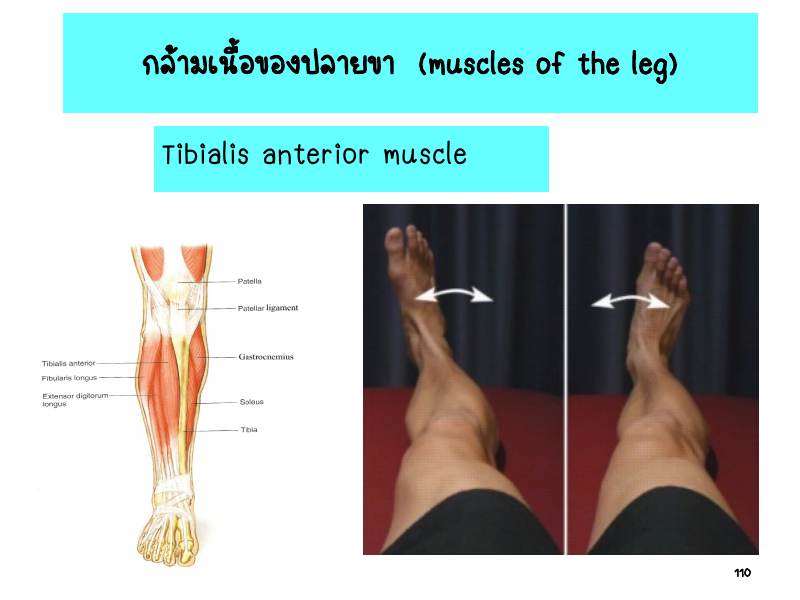 กล้ามเนื้อของปลายขา (muscles of the leg)
Tibialis anterior muscle
Patella
Patellar ligament
Gastrocnemius
Tibialis anterior
Fibularis longus
Extensor digitorum
longus
Soleus
Tibia
110